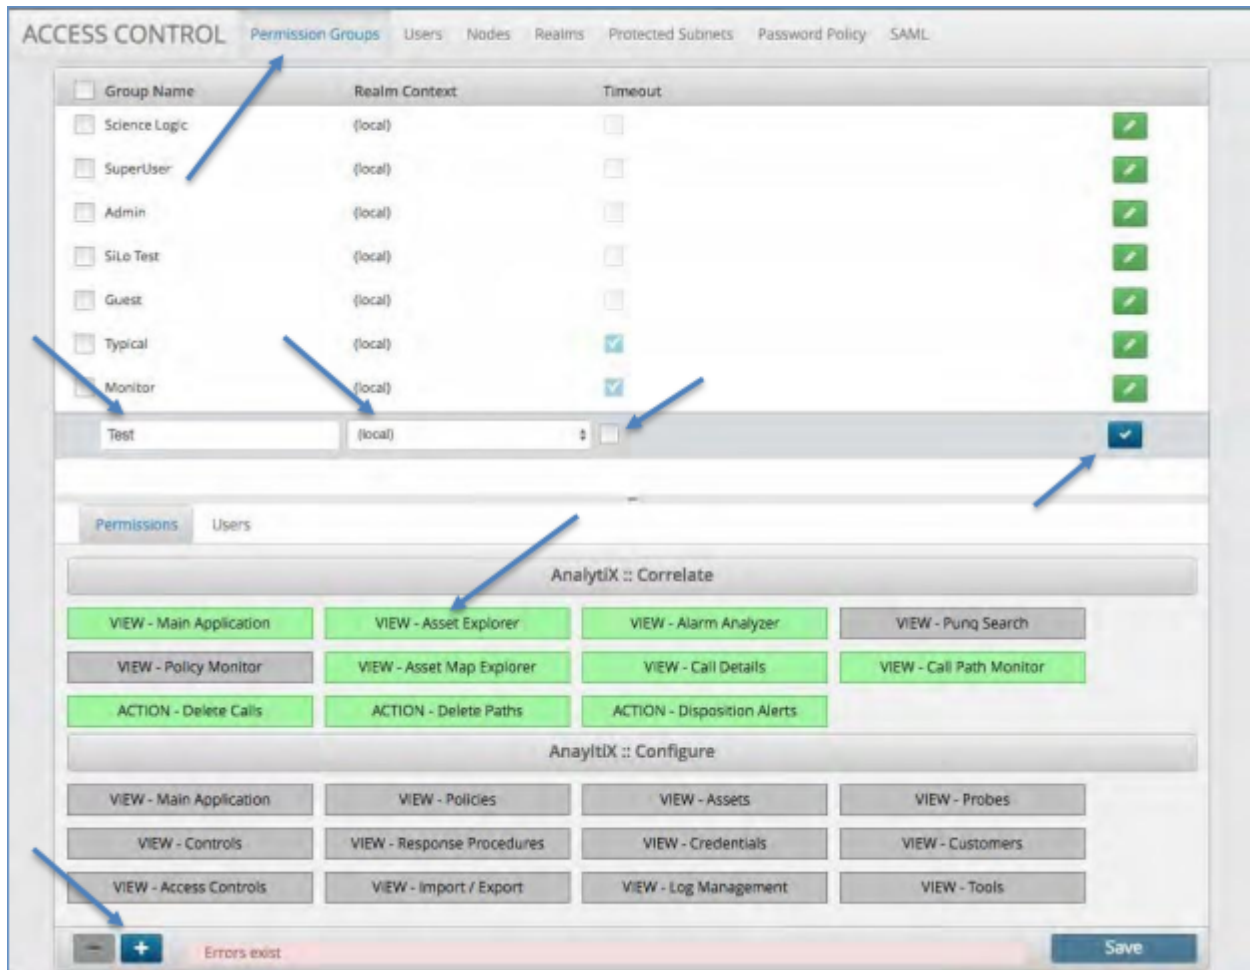 ACCESS CONTROL Permission Groups Users Nodes Realms Protected Subnets Password Policy SAML
Group Name Realm Context Timeout
Science Logic (local)
SuperUser (local)
Admin (local)
SiLo Test (local)
Guest (local)
Typical (local)
Monitor (local)
Test (local)
Permissions Users
AnalytiX :: Correlate
VIEW - Main Application VIEW - Asset Explorer VIEW - Alarm Analyzer VIEW - Punq Search
VIEW - Policy Monitor VIEW - Asset Map Explorer VIEW - Call Details VIEW - Call Path Monitor
ACTION - Delete Calls ACTION - Delete Paths ACTION - Disposition Alerts
AnayltiX :: Configure
VIEW - Main Application VIEW - Policies VIEW - Assets VIEW - Probes
VIEW - Controls VIEW - Response Procedures VIEW - Credentials VIEW - Customers
VIEW - Access Controls VIEW - Import / Export VIEW - Log Management VIEW - Tools
Errors exist Save